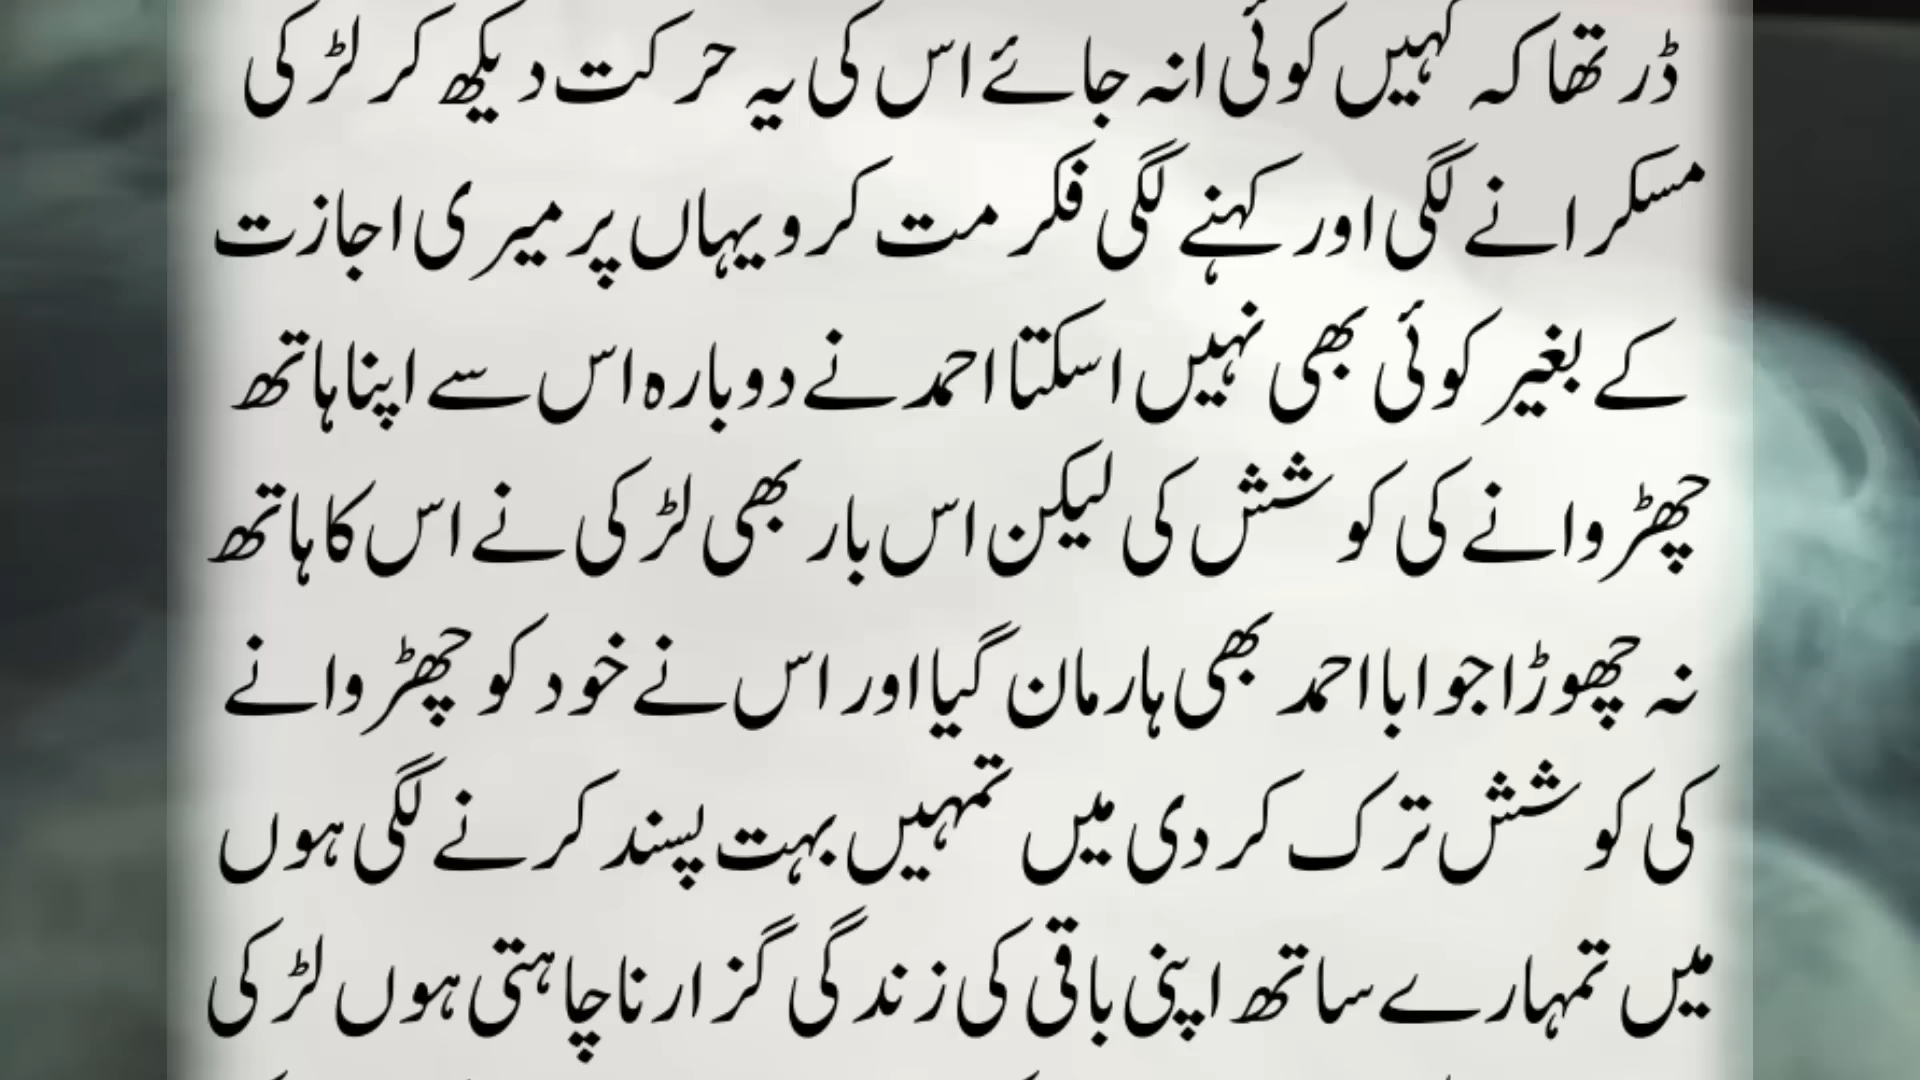 ڈر تھا کہ کہیں کوئی انہ جائے اس کی یہ حرکت دیکھ کر لڑکی
مسکرانے لگی اور کہنے لگی فکر مت کرو یہاں پر میری اجازت
کے بغیر کوئی بھی نہیں اسکتا احمد نے دوبارہ اس سے اپنا ہاتھ
چھڑوانے کی کوشش کی لیکن اس بار بھی لڑکی نے اس کا ہاتھ
نہ چھوڑا جوابا احمد بھی ہار مان گیا اور اس نے خود کو چھڑوانے
کی کوشش ترک کر دی میں تمہیں بہت پسند کرنے لگی ہوں
میں تمہارے ساتھ اپنی باقی کی زندگی گزارنا چاہتی ہوں لڑکی